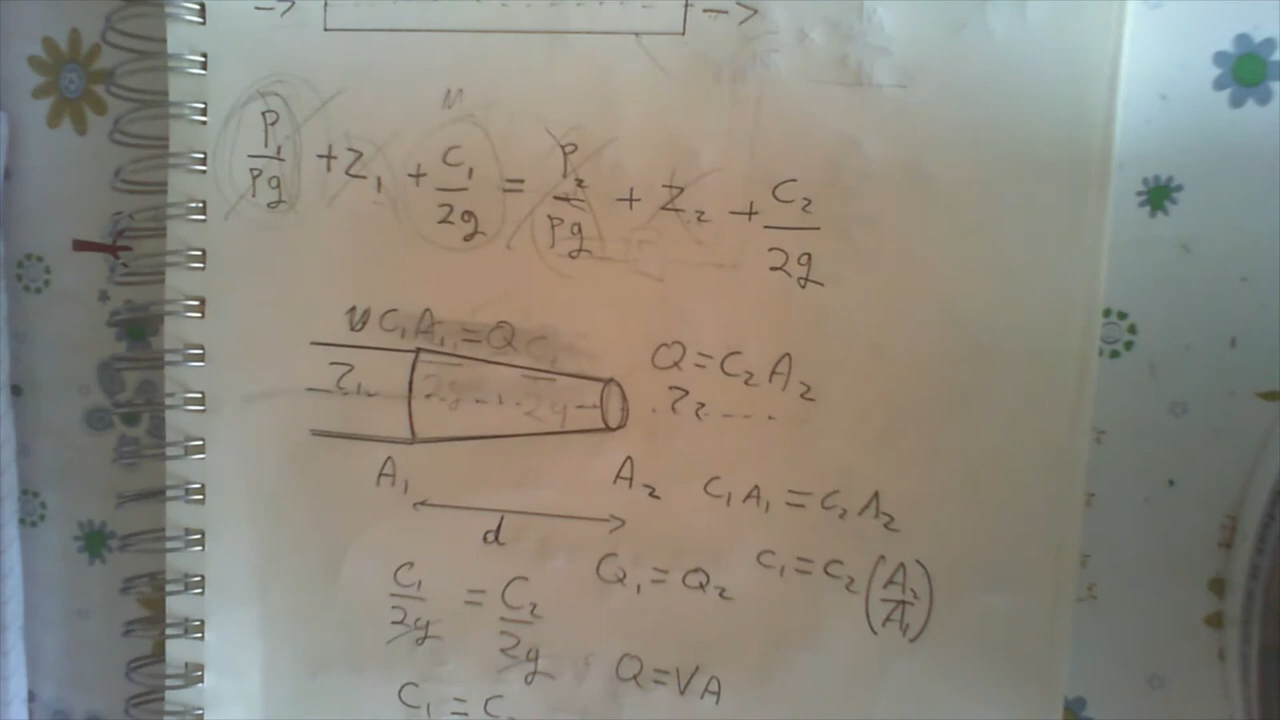 P₁/ρg + Z₁ + C₁/2g = P₂/ρg + Z₂ + C₂/2g
C₁A₁ = Q
Q = C₂A₂
Z₁
Z₂
A₁
A₂
C₁A₁ = C₂A₂
d
Q₁ = Q₂
C₁ = C₂(A₂/A₁)
C₁/2g = C₂/2g
Q = VA
C₁ = C₂